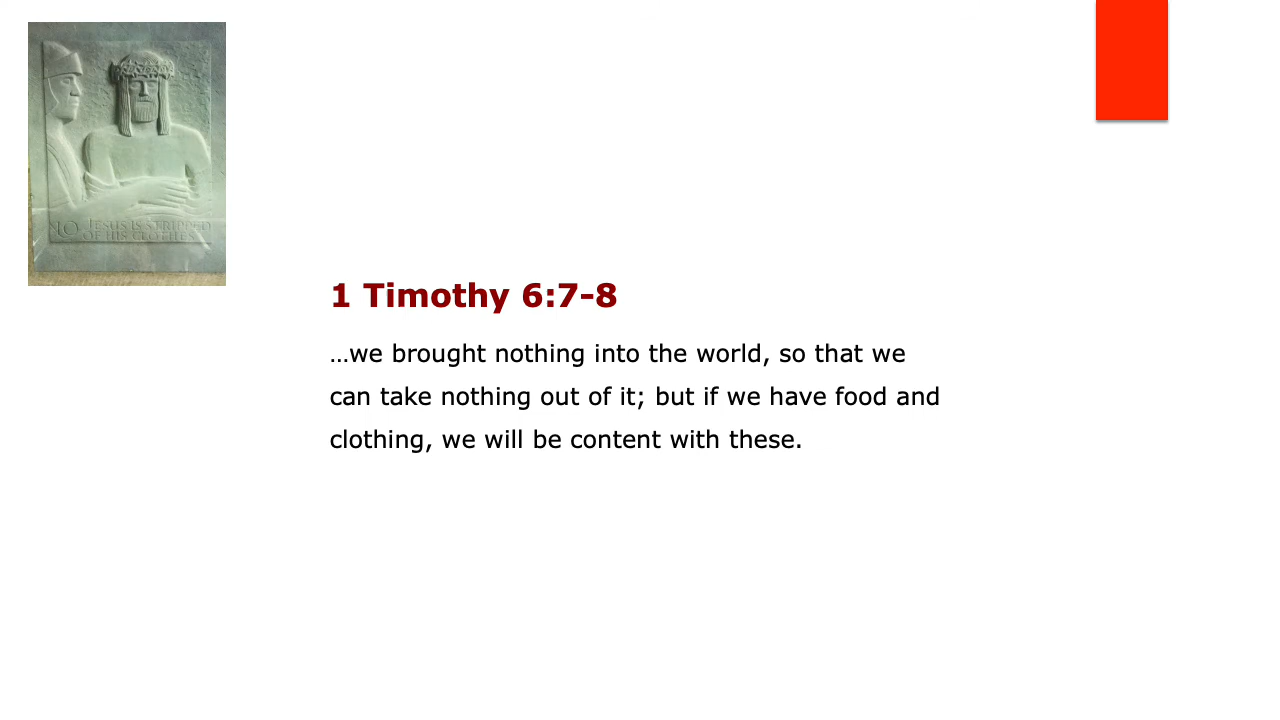 10 JESUS IS STRIPPED
OF HIS CLOTHES
1 Timothy 6:7-8
…we brought nothing into the world, so that we
can take nothing out of it; but if we have food and
clothing, we will be content with these.